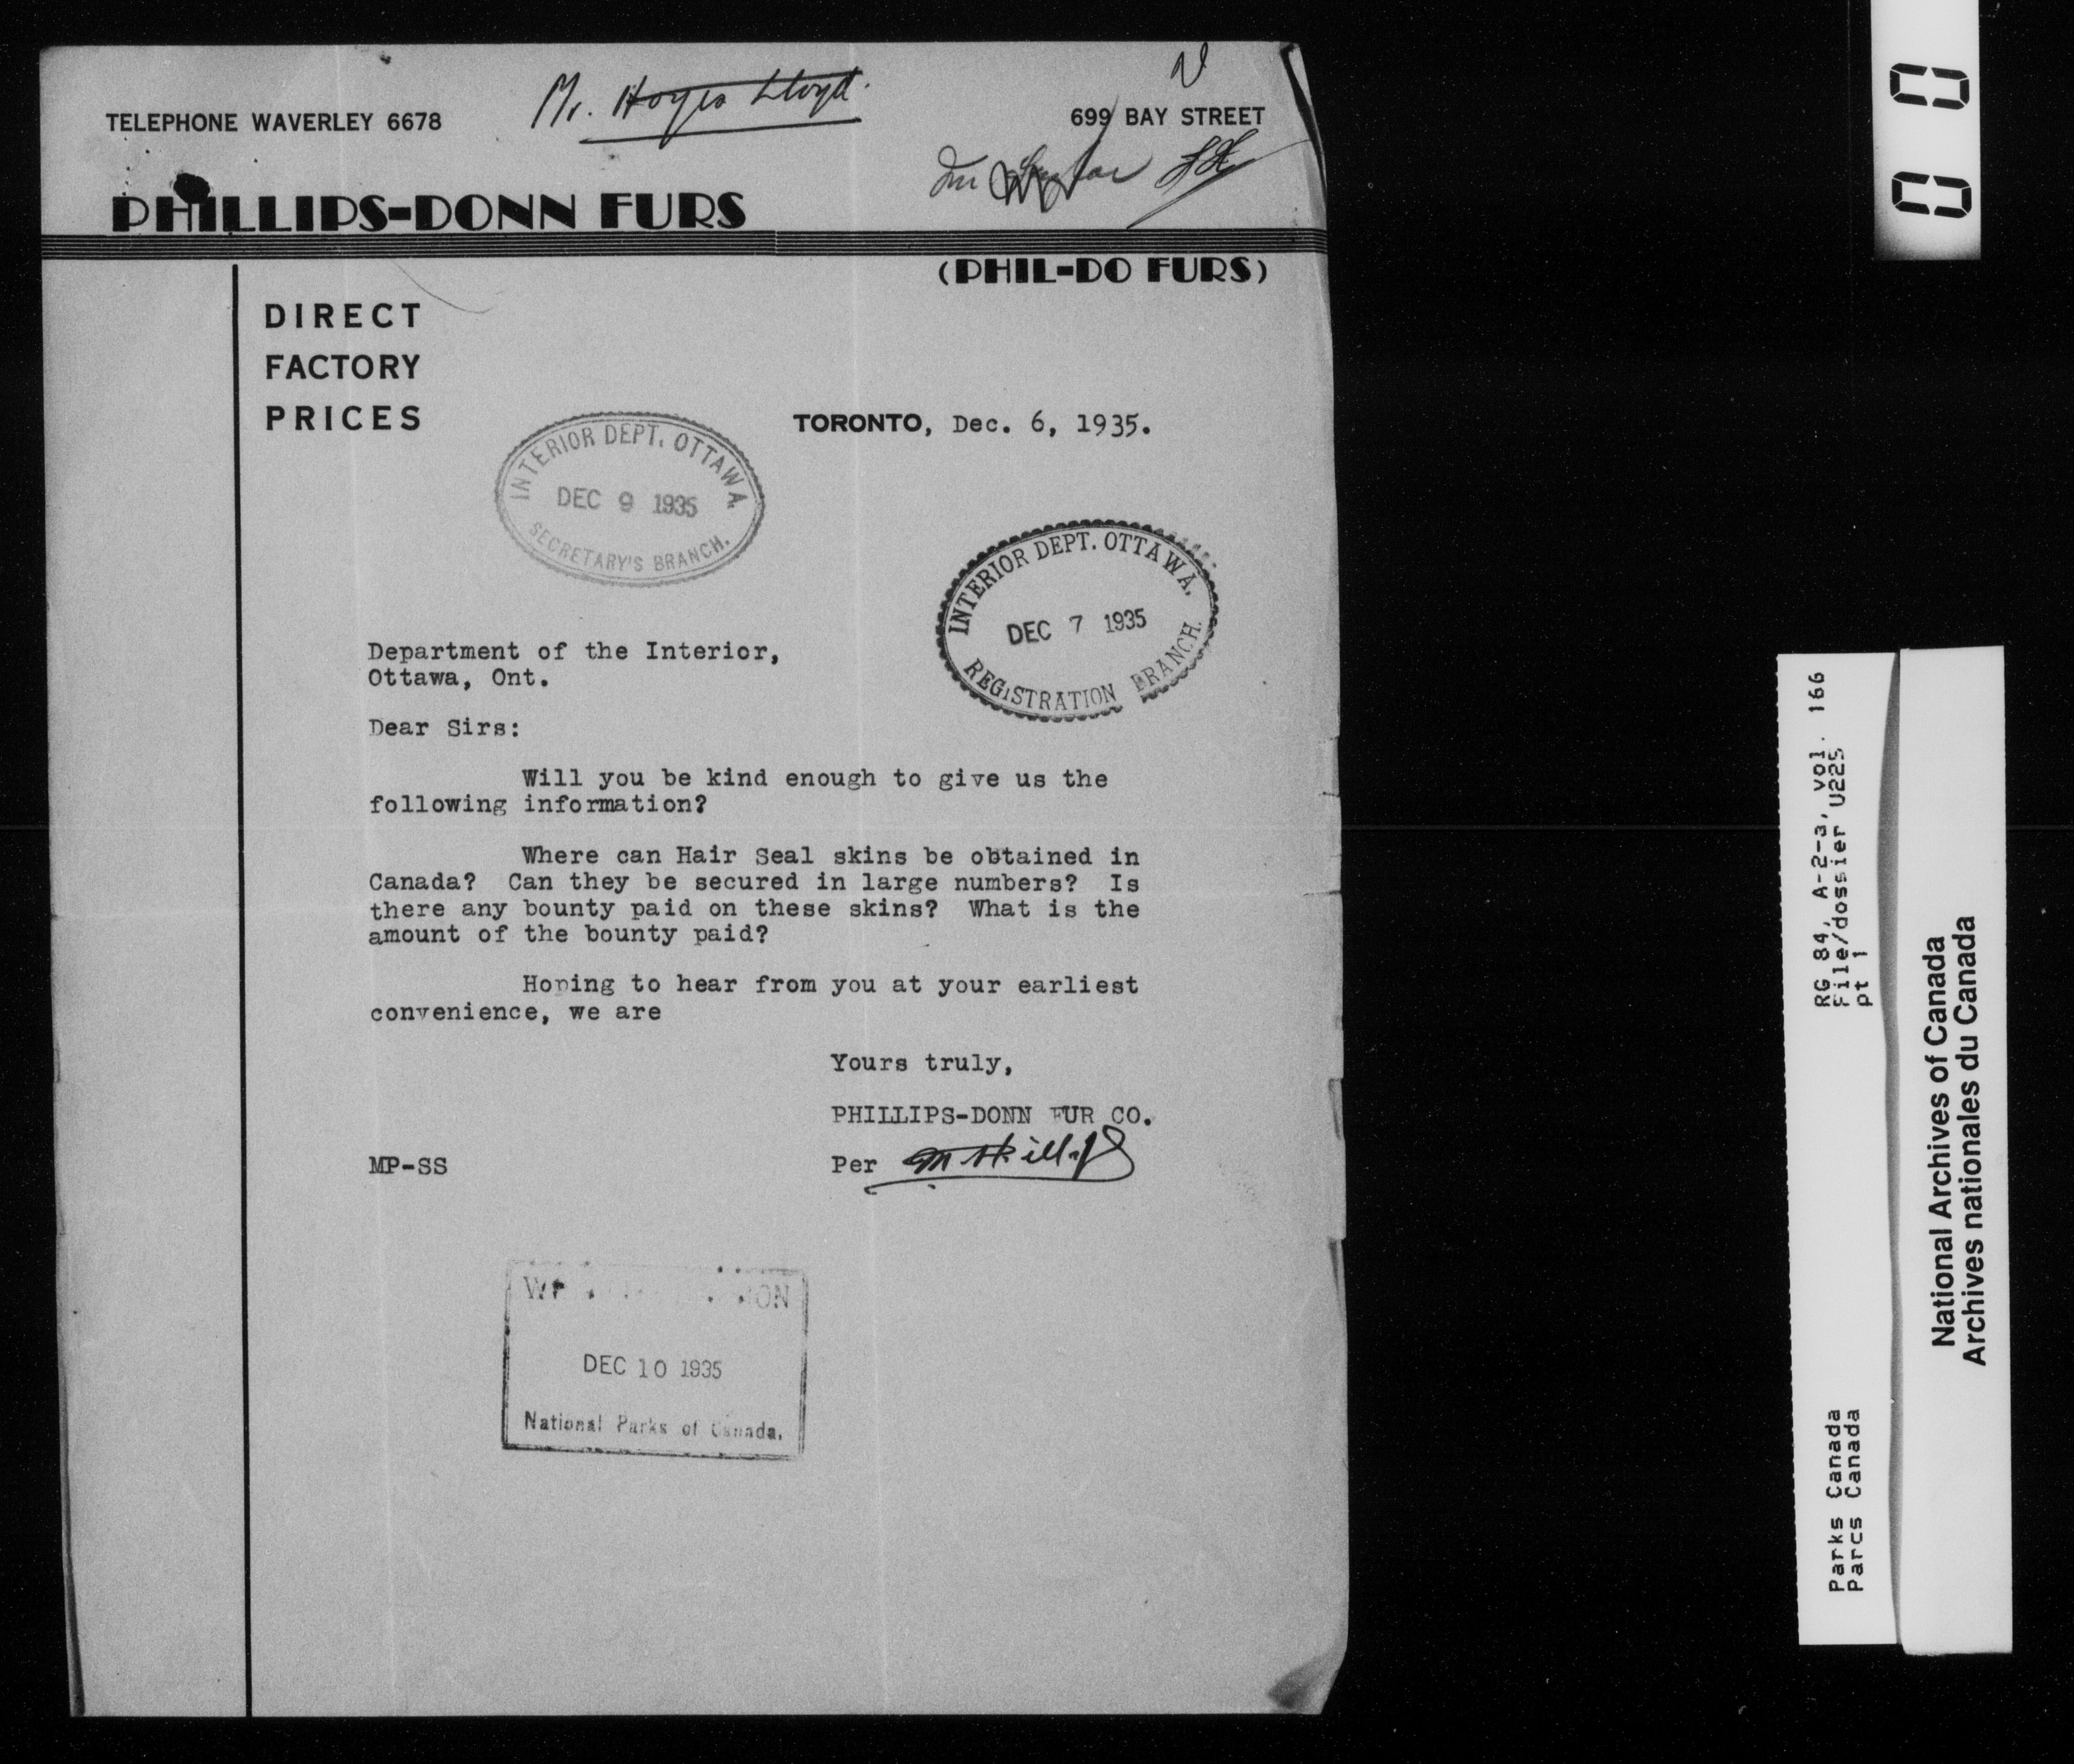 Mr. Hoyes Lloyd.
TELEPHONE WAVERLEY 6678
699 BAY STREET
PHILLIPS-DONN FURS
(PHIL-DO FURS)
DIRECT
FACTORY
PRICES
TORONTO, Dec. 6, 1935.
INTERIOR DEPT. OTTAWA.
DEC 9 1935
SECRETARY'S BRANCH.
INTERIOR DEPT. OTTAWA.
DEC 7 1935
REGISTRATION BRANCH.
Department of the Interior,
Ottawa, Ont.
Dear Sirs:
Will you be kind enough to give us the
following information?
Where can Hair Seal skins be obtained in
Canada? Can they be secured in large numbers? Is
there any bounty paid on these skins? What is the
amount of the bounty paid?
Hoping to hear from you at your earliest
convenience, we are
Yours truly,
PHILLIPS-DONN FUR CO.
MP-SS
Per M Phillips
DEC 10 1935
National Parks of Canada.
00
RG 84, A-2-a, vol. 166
File/dossier U225
pt 1
Parks Canada
Parcs Canada
National Archives of Canada
Archives nationales du Canada